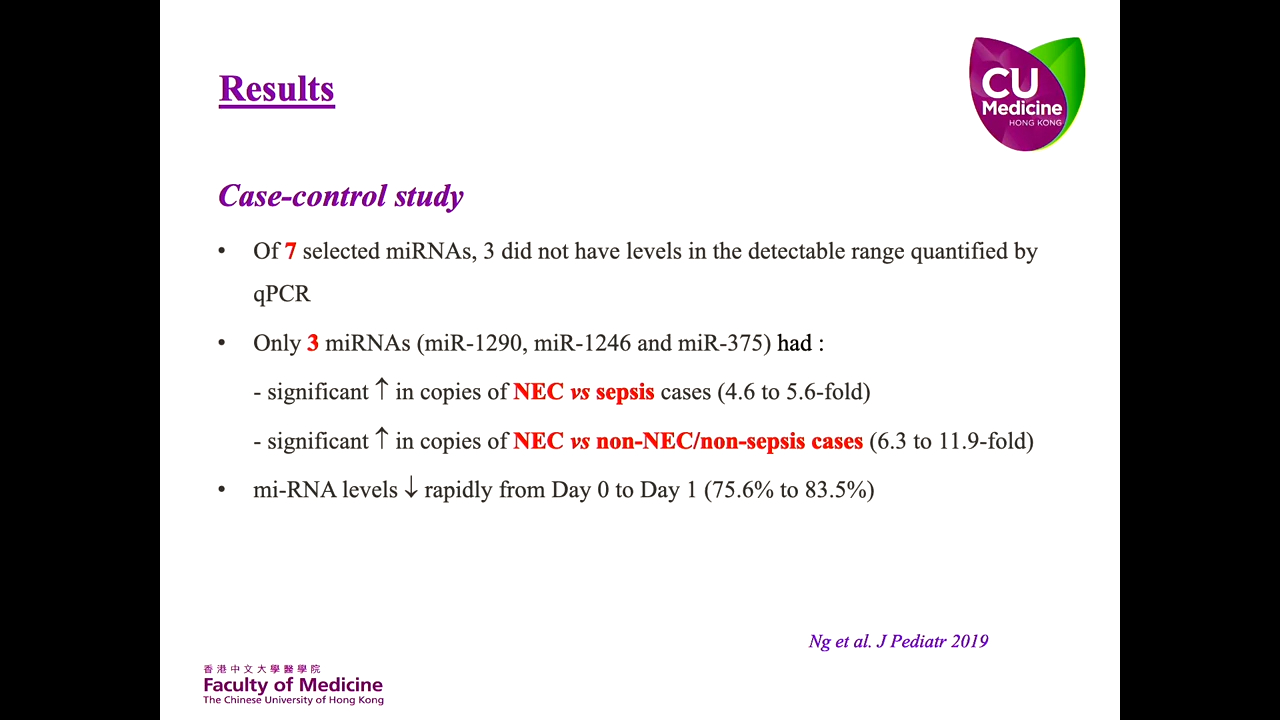 CU
Medicine
HONG KONG
Results
Case-control study
• Of 7 selected miRNAs, 3 did not have levels in the detectable range quantified by
qPCR
• Only 3 miRNAs (miR-1290, miR-1246 and miR-375) had :
- significant ↑ in copies of NEC vs sepsis cases (4.6 to 5.6-fold)
- significant ↑ in copies of NEC vs non-NEC/non-sepsis cases (6.3 to 11.9-fold)
• mi-RNA levels ↓ rapidly from Day 0 to Day 1 (75.6% to 83.5%)
Ng et al. J Pediatr 2019
香港中文大學醫學院
Faculty of Medicine
The Chinese University of Hong Kong